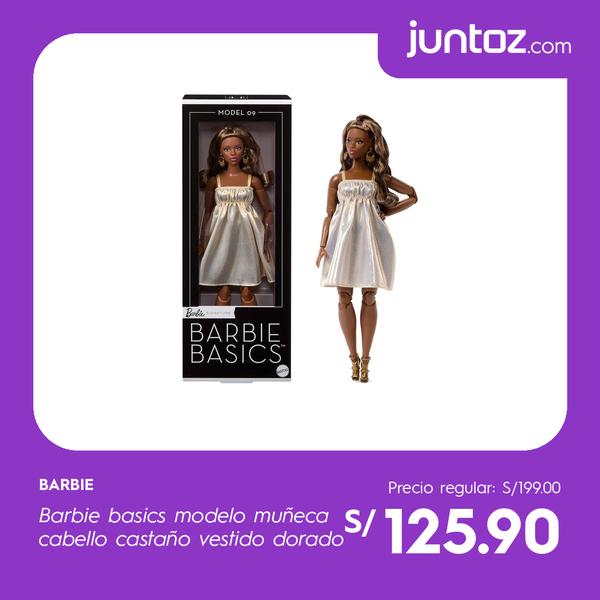 juntoz.com
MODEL 09
Barbie SIGNATURE
BARBIE
BASICS™
BARBIE
Precio regular: S/199.00
Barbie basics modelo muñeca
cabello castaño vestido dorado
S/ 125.90